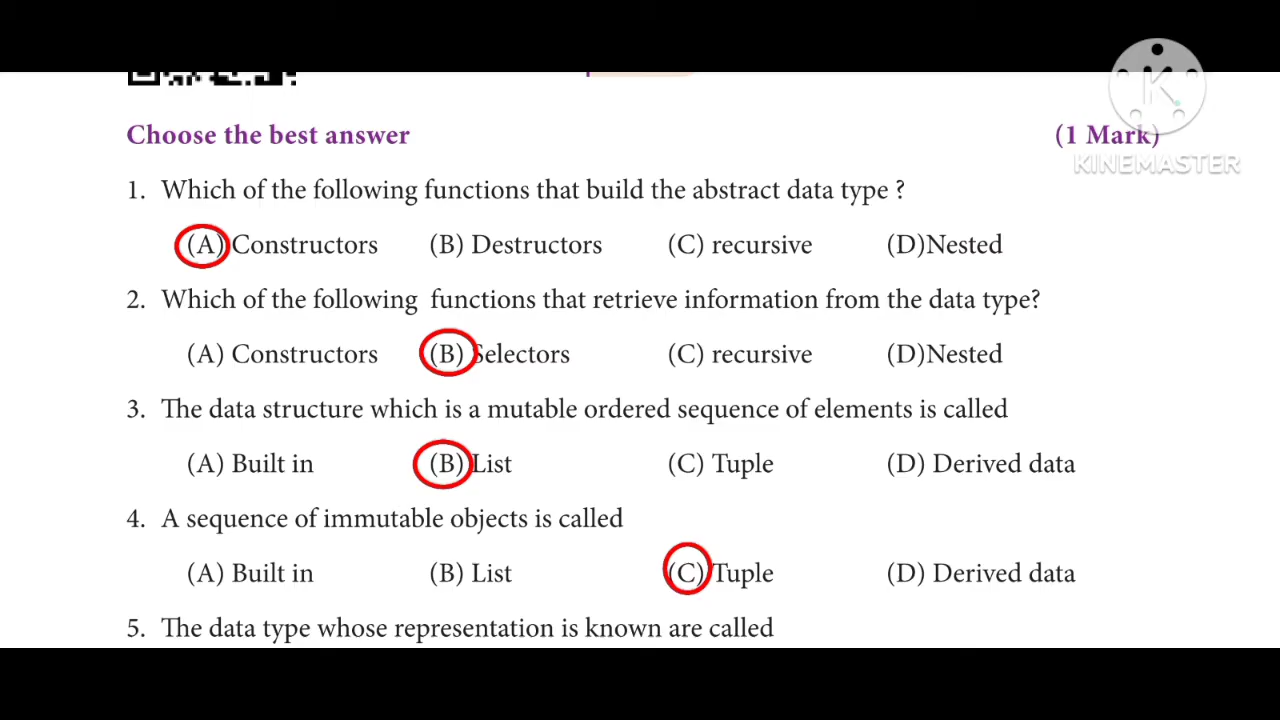 K
KINEMASTER
Choose the best answer (1 Mark)
1. Which of the following functions that build the abstract data type ?
(A) Constructors (B) Destructors (C) recursive (D)Nested
2. Which of the following functions that retrieve information from the data type?
(A) Constructors (B) Selectors (C) recursive (D)Nested
3. The data structure which is a mutable ordered sequence of elements is called
(A) Built in (B) List (C) Tuple (D) Derived data
4. A sequence of immutable objects is called
(A) Built in (B) List (C) Tuple (D) Derived data
5. The data type whose representation is known are called